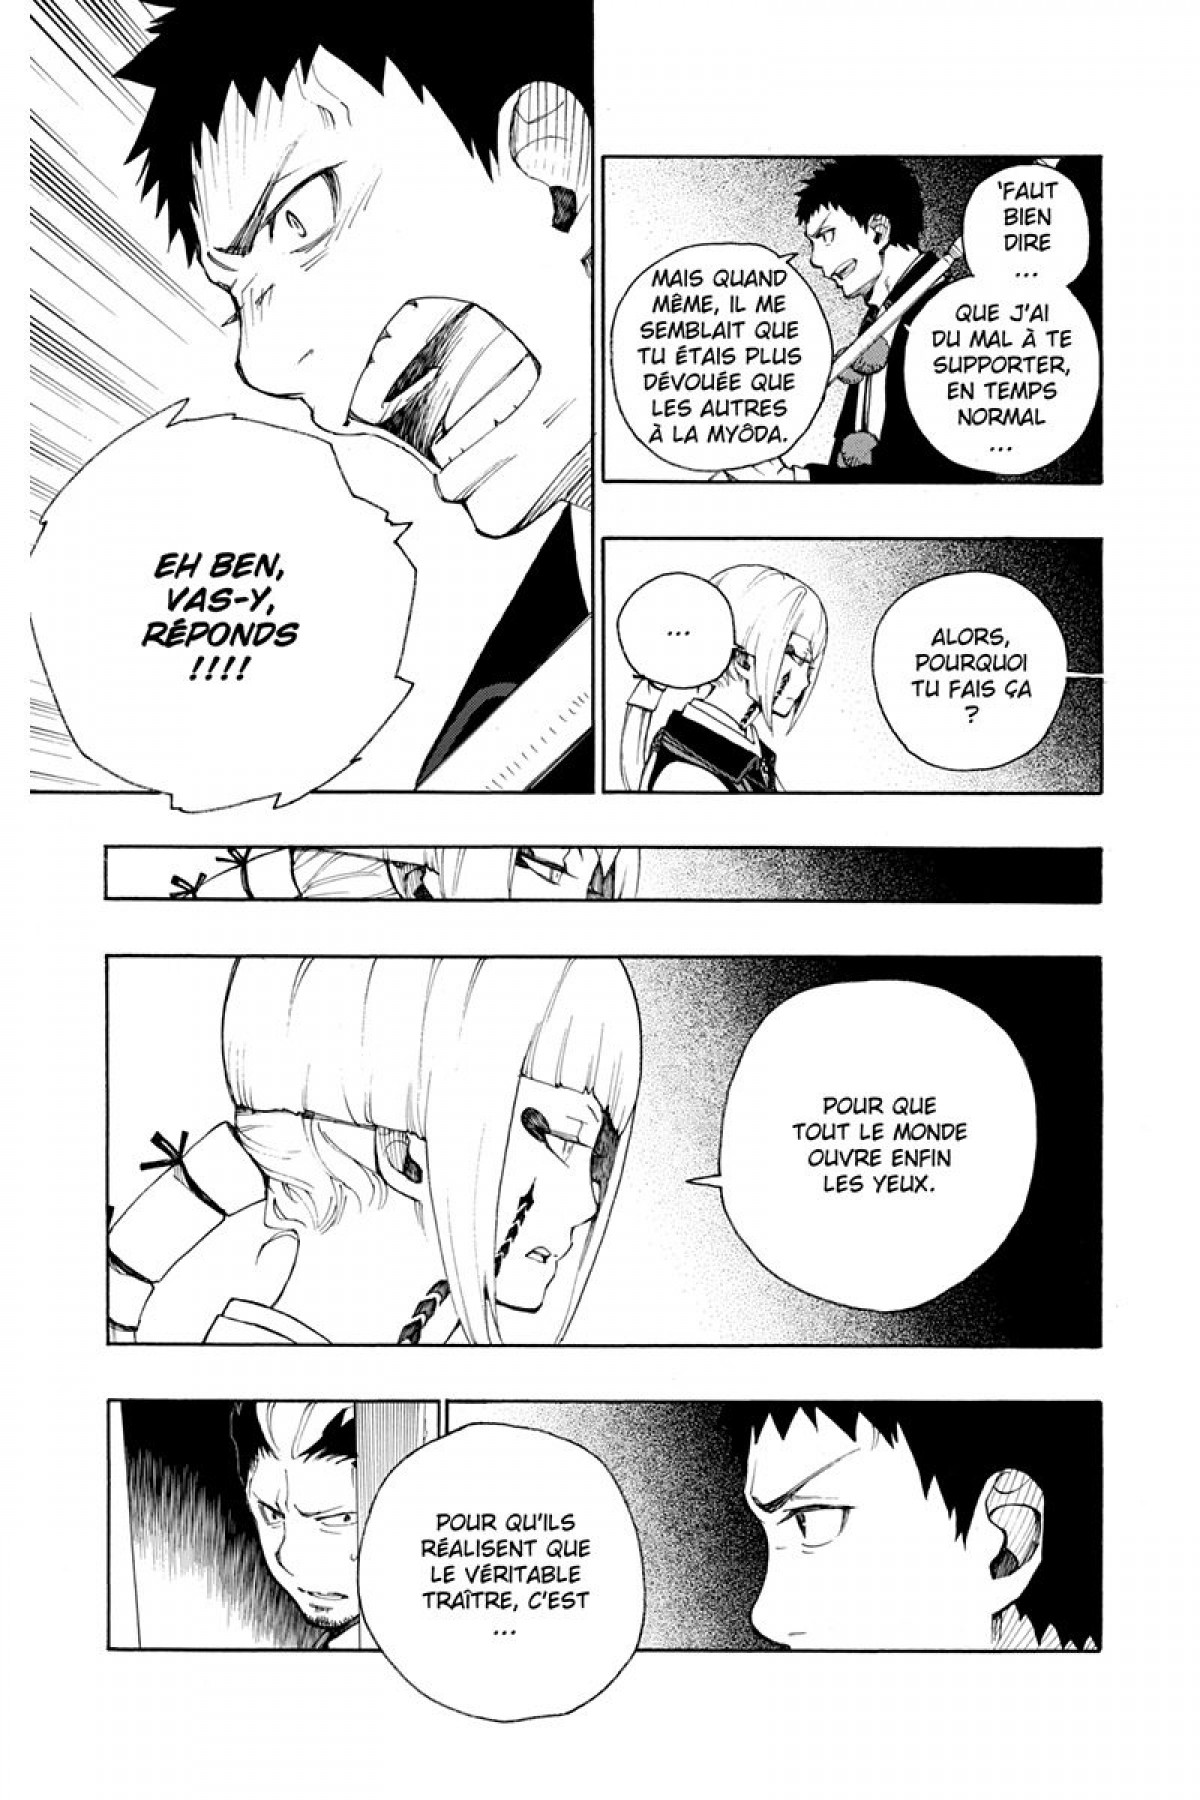 'FAUT
BIEN
DIRE
...
QUE J'AI
DU MAL À TE
SUPPORTER,
EN TEMPS
NORMAL
...
MAIS QUAND
MÊME, IL ME
SEMBLAIT QUE
TU ÉTAIS PLUS
DÉVOUÉE QUE
LES AUTRES
À LA MYÔDA.
ALORS,
POURQUOI
TU FAIS ÇA
?
...
EH BEN,
VAS-Y,
RÉPONDS
!!!!
POUR QUE
TOUT LE MONDE
OUVRE ENFIN
LES YEUX.
POUR QU'ILS
RÉALISENT QUE
LE VÉRITABLE
TRAÎTRE, C'EST
...